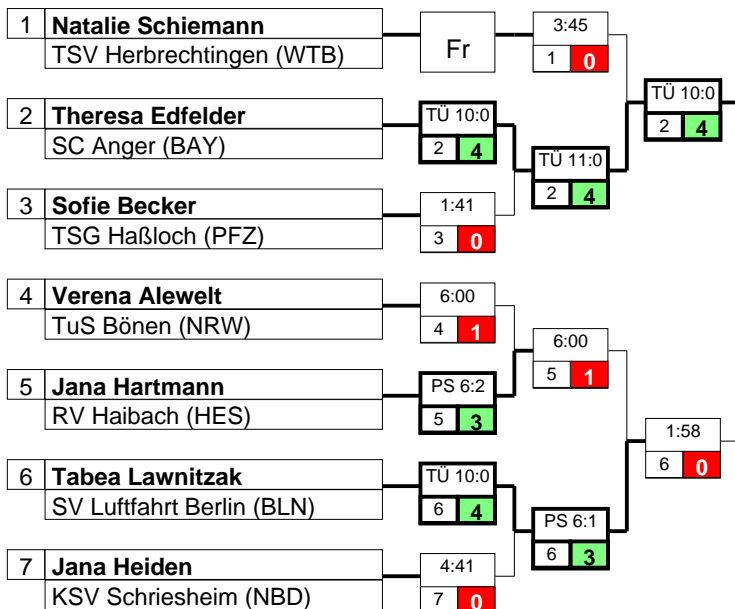 1 Natalie Schiemann
TSV Herbrechtingen (WTB)
Fr
3:45
1 0
TÜ 10:0
2 4
2 Theresa Edfelder
SC Anger (BAY)
TÜ 10:0
2 4
TÜ 11:0
2 4
3 Sofie Becker
TSG Haßloch (PFZ)
1:41
3 0
4 Verena Alewelt
TuS Bönen (NRW)
6:00
4 1
6:00
5 1
5 Jana Hartmann
RV Haibach (HES)
PS 6:2
5 3
1:58
6 0
6 Tabea Lawnitzak
SV Luftfahrt Berlin (BLN)
TÜ 10:0
6 4
PS 6:1
6 3
7 Jana Heiden
KSV Schriesheim (NBD)
4:41
7 0